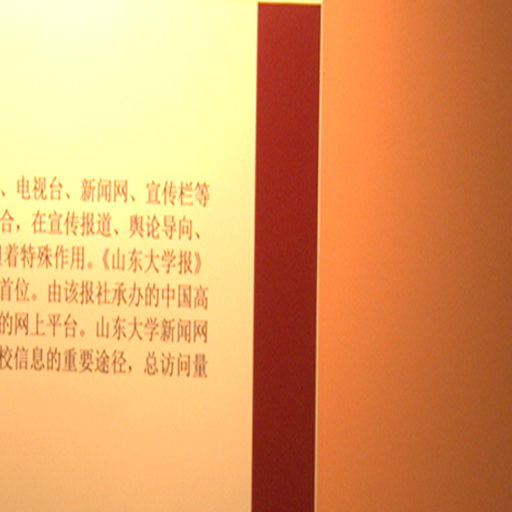 、电视台、新闻网、宣传栏等
合，在宣传报道、舆论导向、
着特殊作用。《山东大学报》
首位。由该报社承办的中国高
的网上平台。山东大学新闻网
校信息的重要途径，总访问量